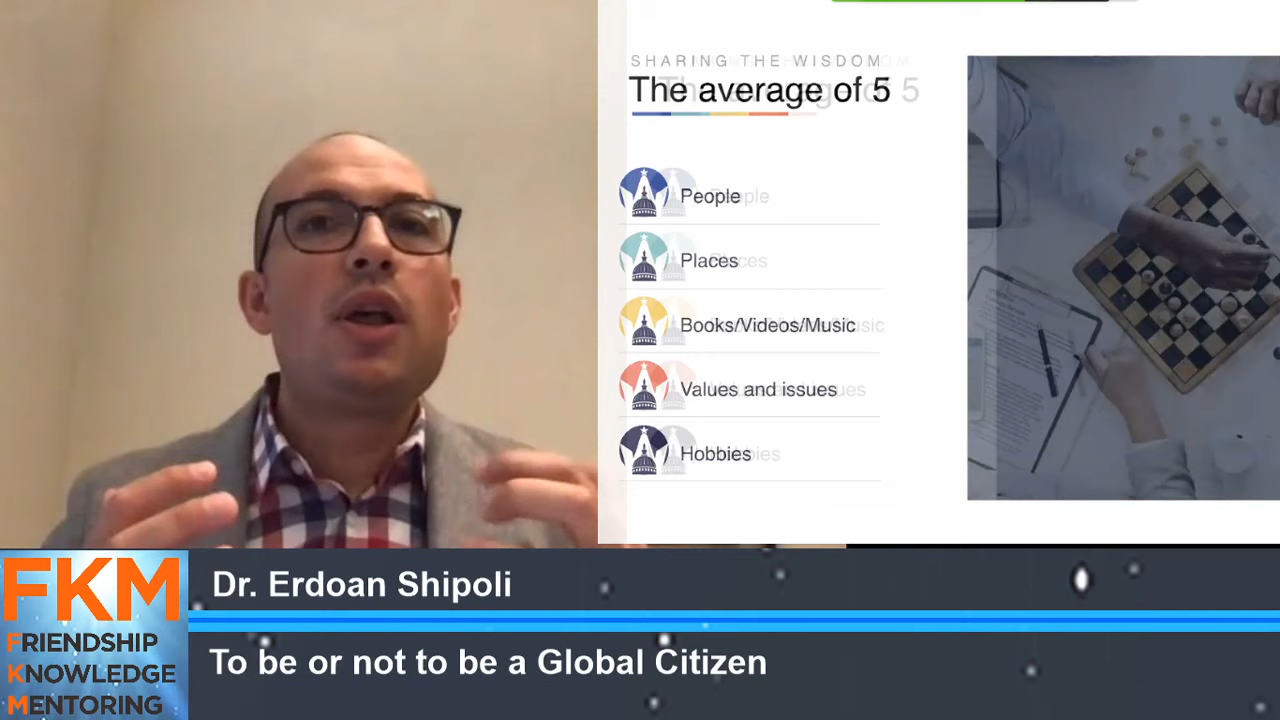 SHARING THE WISDOM
The average of 5
People
Places
Books/Videos/Music
Values and issues
Hobbies
FKM
FRIENDSHIP
KNOWLEDGE
MENTORING
Dr. Erdoan Shipoli
To be or not to be a Global Citizen